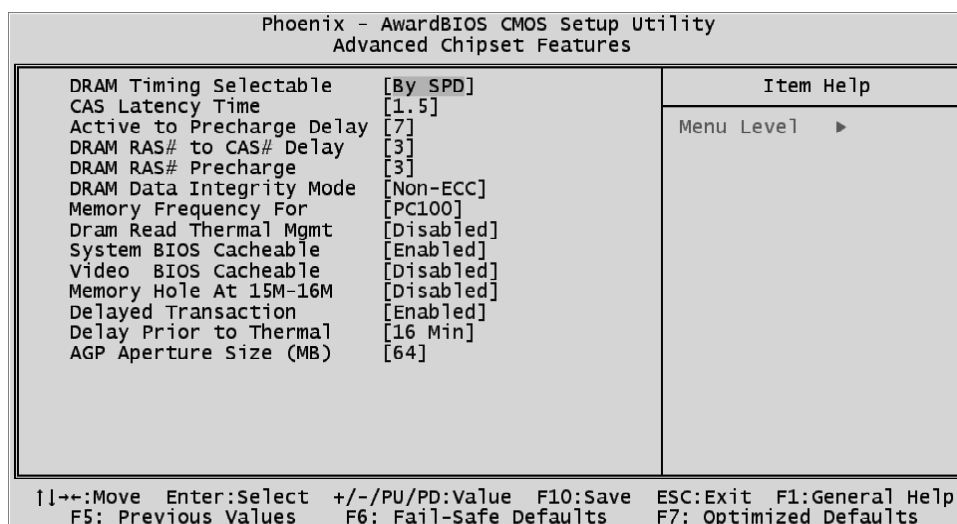 Phoenix - AwardBIOS CMOS Setup Utility
Advanced Chipset Features
DRAM Timing Selectable [By SPD]
CAS Latency Time [1.5]
Active to Precharge Delay [7]
DRAM RAS# to CAS# Delay [3]
DRAM RAS# Precharge [3]
DRAM Data Integrity Mode [Non-ECC]
Memory Frequency For [PC100]
Dram Read Thermal Mgmt [Disabled]
System BIOS Cacheable [Enabled]
Video BIOS Cacheable [Disabled]
Memory Hole At 15M-16M [Disabled]
Delayed Transaction [Enabled]
Delay Prior to Thermal [16 Min]
AGP Aperture Size (MB) [64]
Item Help
Menu Level ▶
↑↓→←:Move Enter:Select +/-/PU/PD:Value F10:Save ESC:Exit F1:General Help
F5: Previous Values F6: Fail-Safe Defaults F7: Optimized Defaults